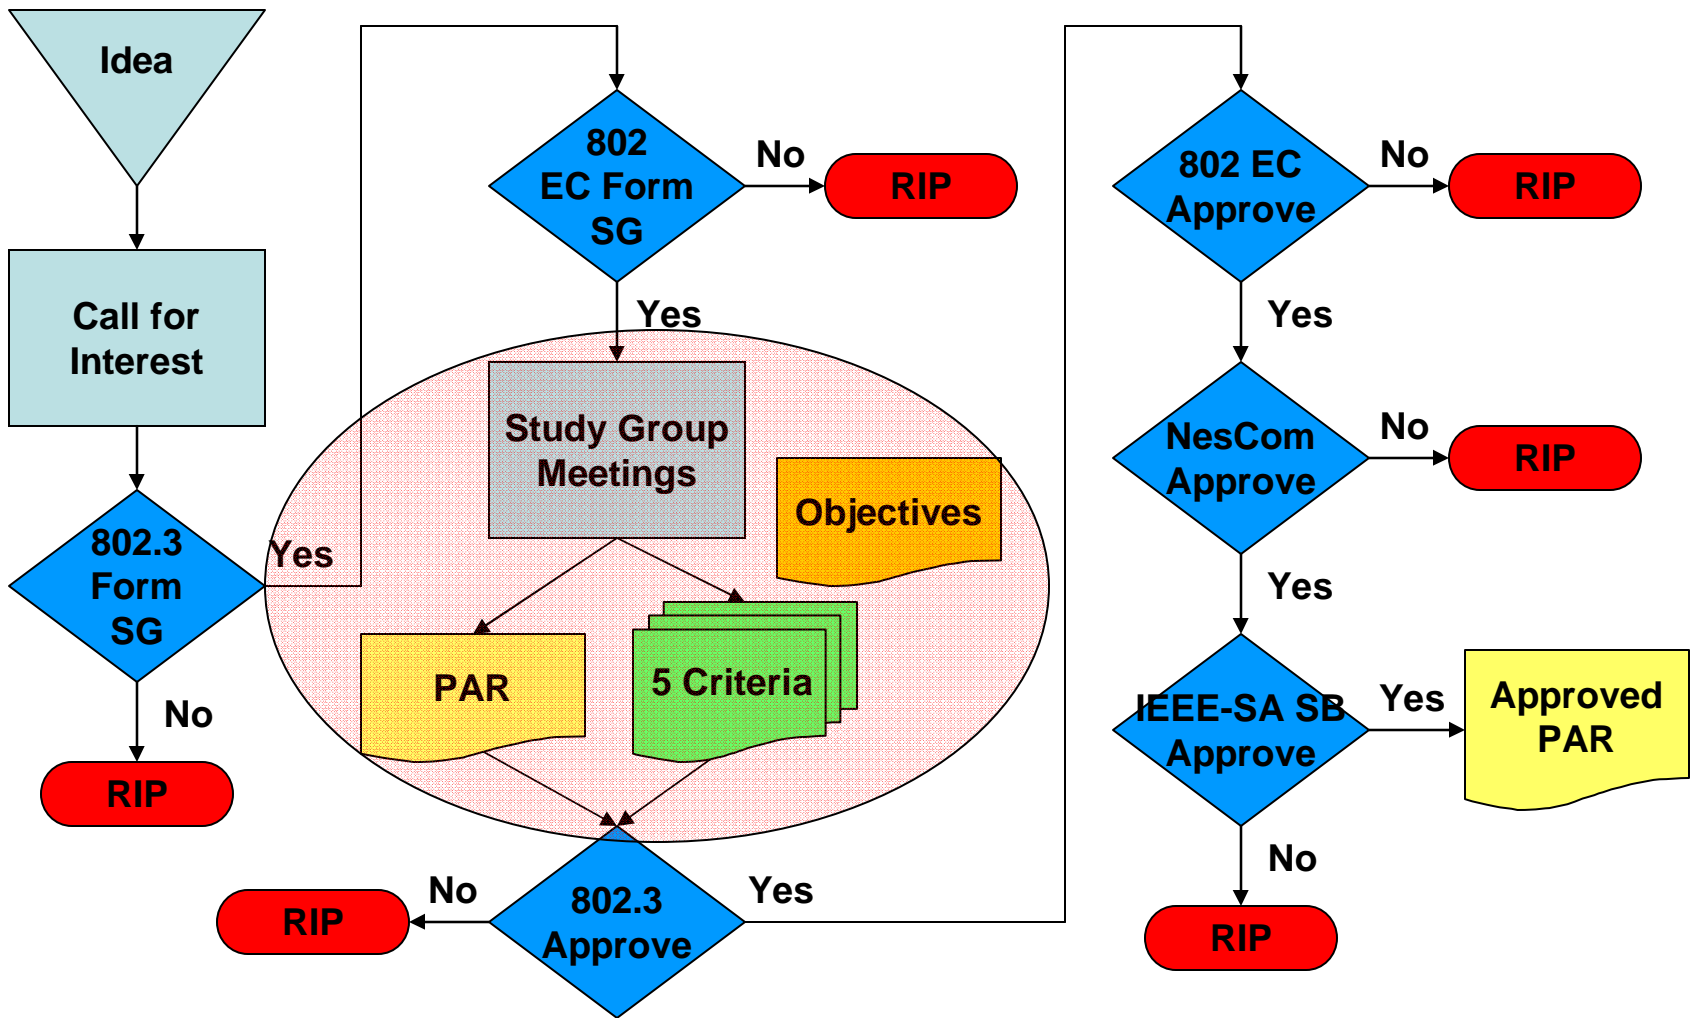 Idea
Call for
Interest
802.3
Form
SG
Yes
No
RIP
802
EC Form
SG
No
RIP
Yes
Study Group
Meetings
Objectives
PAR
5 Criteria
802.3
Approve
No
RIP
Yes
802 EC
Approve
No
RIP
Yes
NesCom
Approve
No
RIP
Yes
IEEE-SA SB
Approve
Yes
Approved
PAR
No
RIP